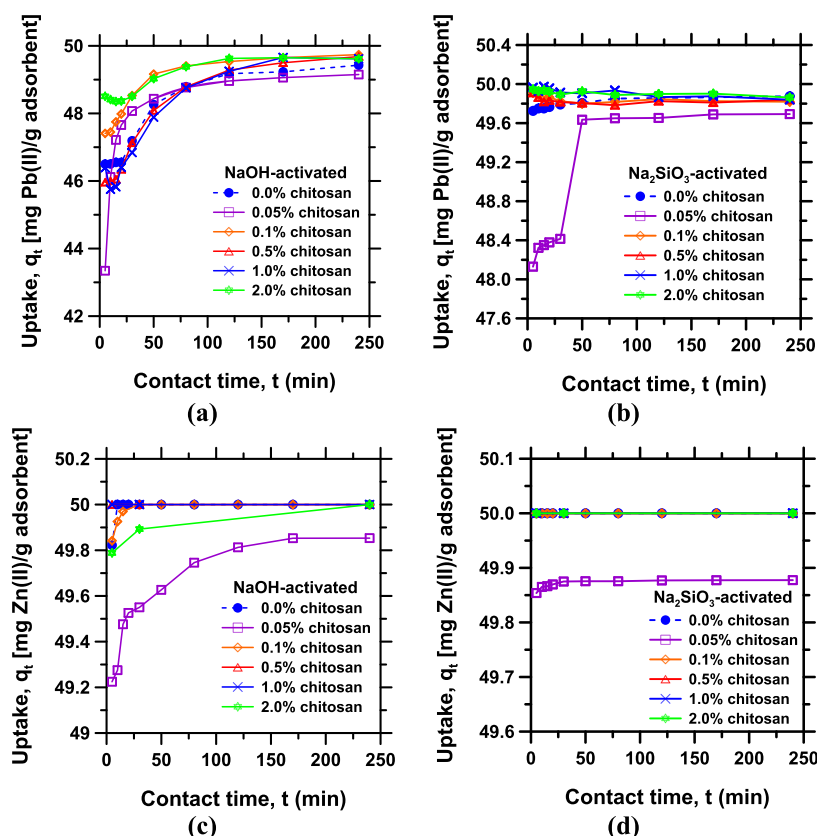 50
48
46
44
42
Uptake, qt [mg Pb(II)/g adsorbent]
NaOH-activated
0.0% chitosan
0.05% chitosan
0.1% chitosan
0.5% chitosan
1.0% chitosan
2.0% chitosan
0 50 100 150 200 250
Contact time, t (min)
(a)
50.4
50.0
49.6
49.2
48.8
48.4
48.0
47.6
Uptake, qt [mg Pb(II)/g adsorbent]
Na2SiO3-activated
0.0% chitosan
0.05% chitosan
0.1% chitosan
0.5% chitosan
1.0% chitosan
2.0% chitosan
0 50 100 150 200 250
Contact time, t (min)
(b)
50.2
50
49.8
49.6
49.4
49.2
49
Uptake, qt [mg Zn(II)/g adsorbent]
NaOH-activated
0.0% chitosan
0.05% chitosan
0.1% chitosan
0.5% chitosan
1.0% chitosan
2.0% chitosan
0 50 100 150 200 250
Contact time, t (min)
(c)
50.1
50.0
49.9
49.8
49.7
49.6
Uptake, qt [mg Zn(II)/g adsorbent]
Na2SiO3-activated
0.0% chitosan
0.05% chitosan
0.1% chitosan
0.5% chitosan
1.0% chitosan
2.0% chitosan
0 50 100 150 200 250
Contact time, t (min)
(d)